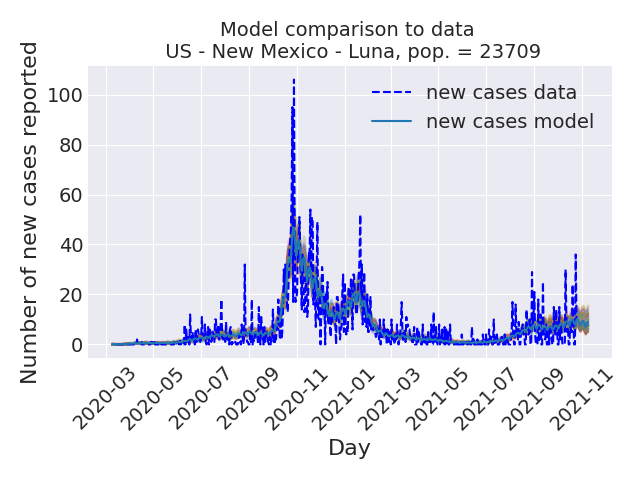 Model comparison to data
US - New Mexico - Luna, pop. = 23709
Number of new cases reported
100
80
60
40
20
0
new cases data
new cases model
2020-03
2020-05
2020-07
2020-09
2020-11
2021-01
2021-03
2021-05
2021-07
2021-09
2021-11
Day